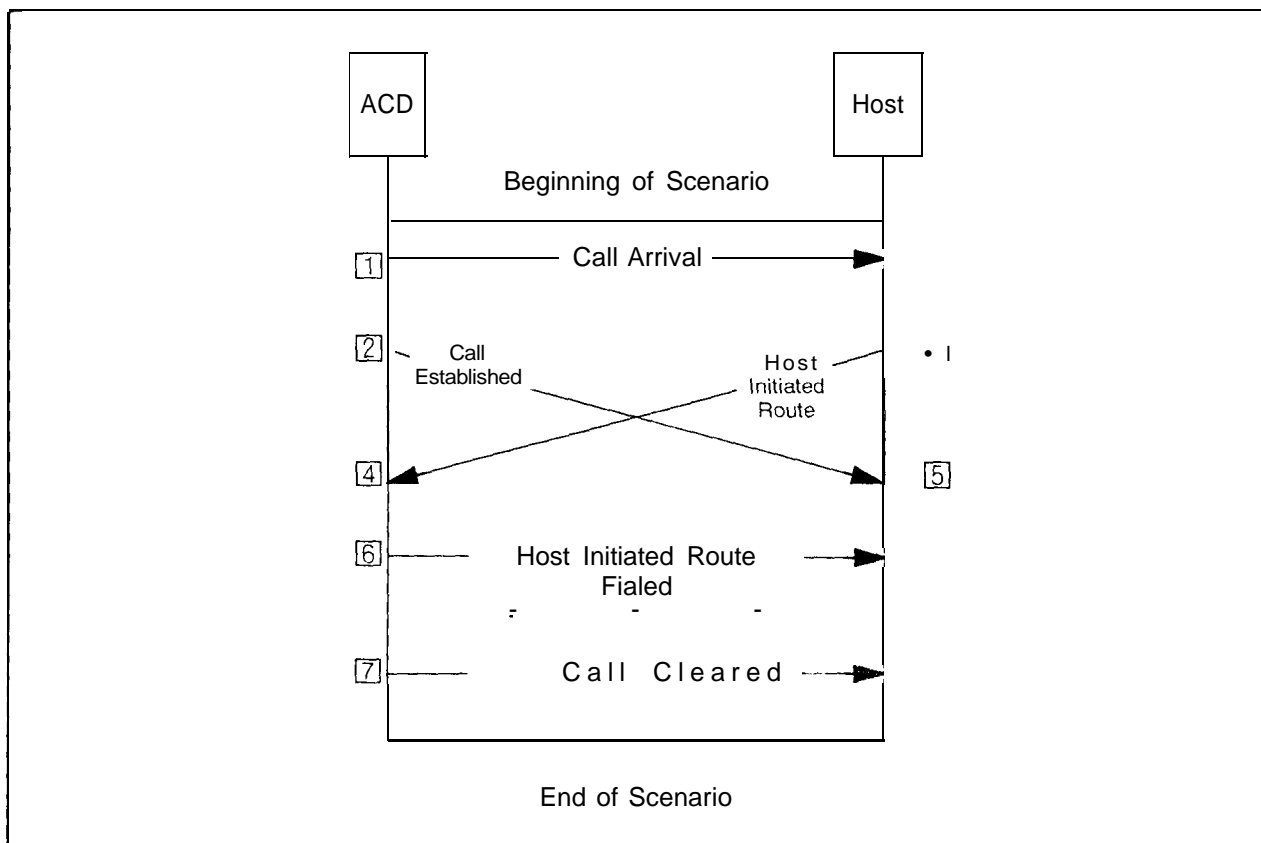 ACD
Host
Beginning of Scenario
1
Call Arrival
2
Call
Established
Host
Initiated
Route
• I
4
5
6
Host Initiated Route
Fialed
7
Call Cleared
End of Scenario